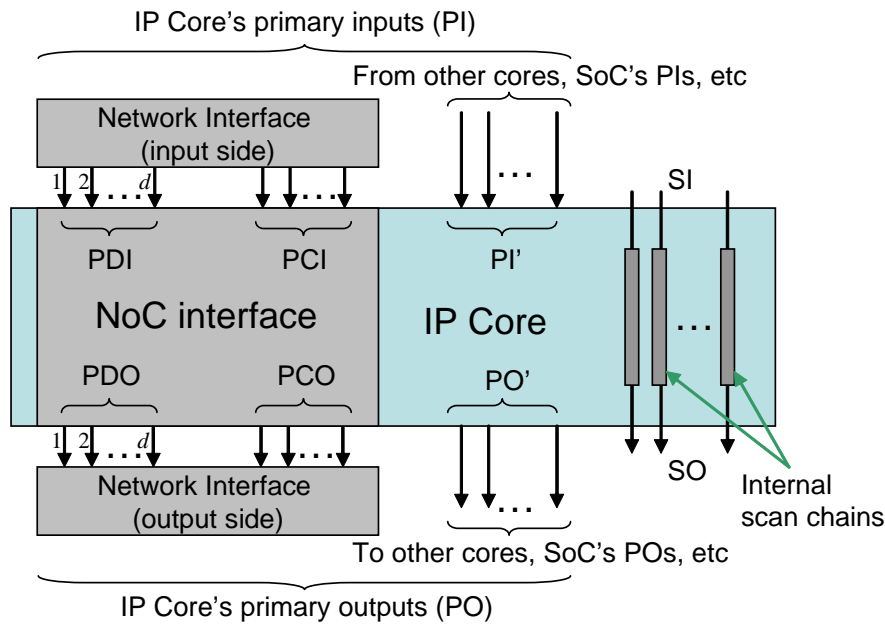 IP Core's primary inputs (PI)
From other cores, SoC's PIs, etc
Network Interface
(input side)
...
1 2 ... d
...
SI
PDI
PCI
PI'
NoC interface
IP Core
...
PDO
PCO
PO'
1 2 ... d
...
...
SO
Network Interface
(output side)
Internal
scan chains
To other cores, SoC's POs, etc
IP Core's primary outputs (PO)